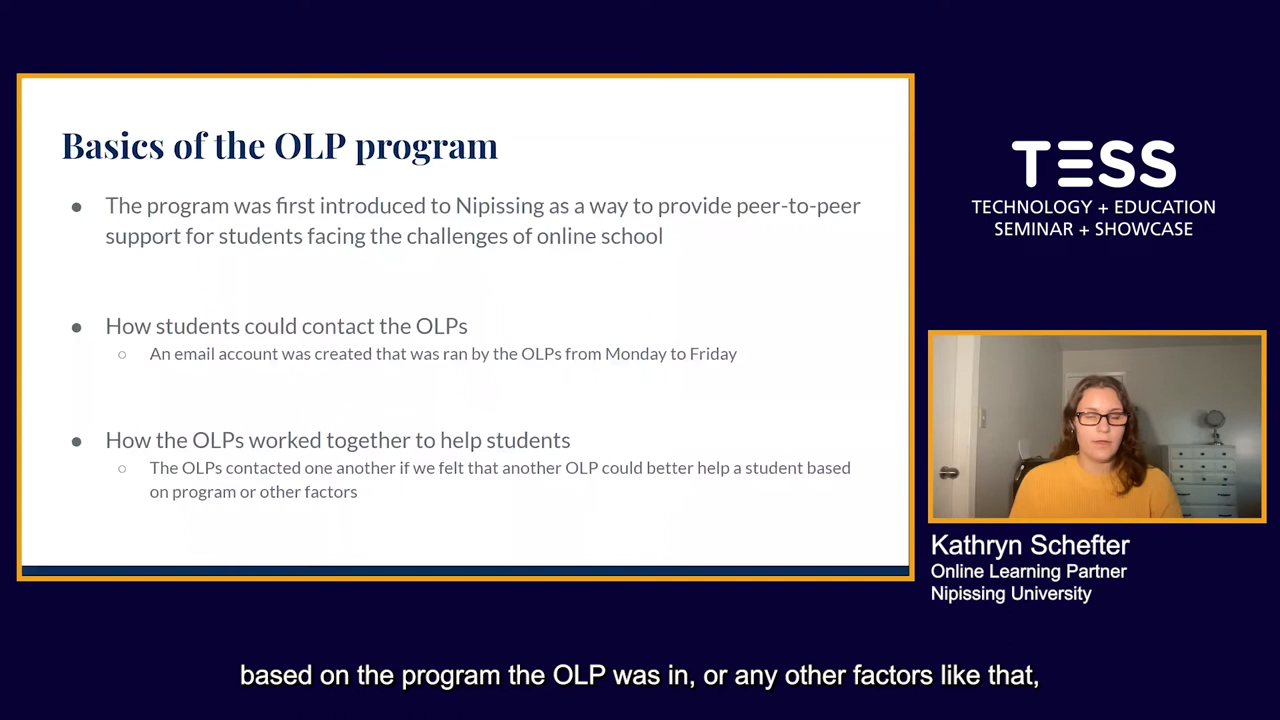 Basics of the OLP program
● The program was first introduced to Nipissing as a way to provide peer-to-peer
support for students facing the challenges of online school
● How students could contact the OLPs
○ An email account was created that was ran by the OLPs from Monday to Friday
● How the OLPs worked together to help students
○ The OLPs contacted one another if we felt that another OLP could better help a student based
on program or other factors
TESS
TECHNOLOGY + EDUCATION
SEMINAR + SHOWCASE
Kathryn Schefter
Online Learning Partner
Nipissing University
based on the program the OLP was in, or any other factors like that,